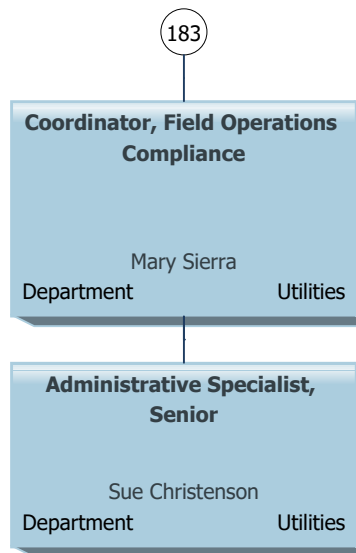 183
Coordinator, Field Operations
Compliance
Mary Sierra
Department Utilities
Administrative Specialist,
Senior
Sue Christenson
Department Utilities